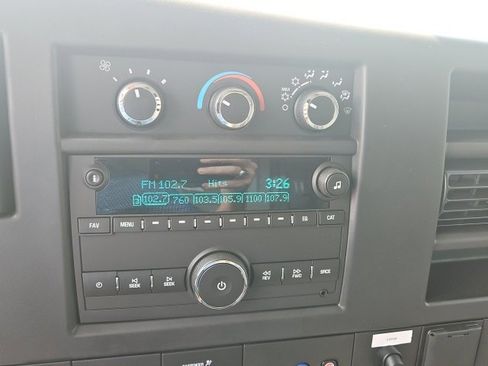 FM 102.7 Hits 3:26
102.7 760 103.5 105.9 1100 107.9
FAV MENU EQ CAT
SEEK SEEK REV FWD SRCE